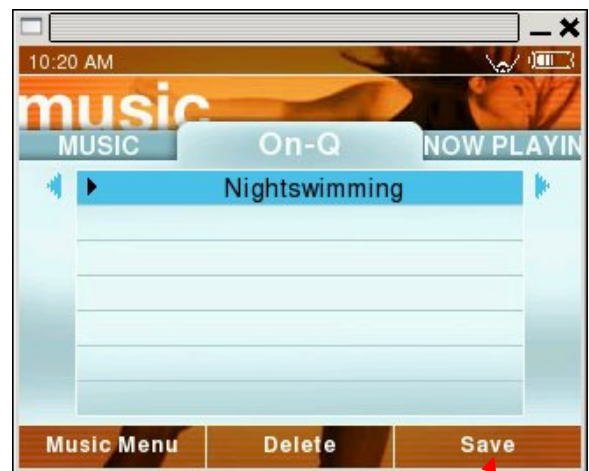 10:20 AM
music
MUSIC On-Q NOW PLAYIN
Nightswimming
Music Menu Delete Save